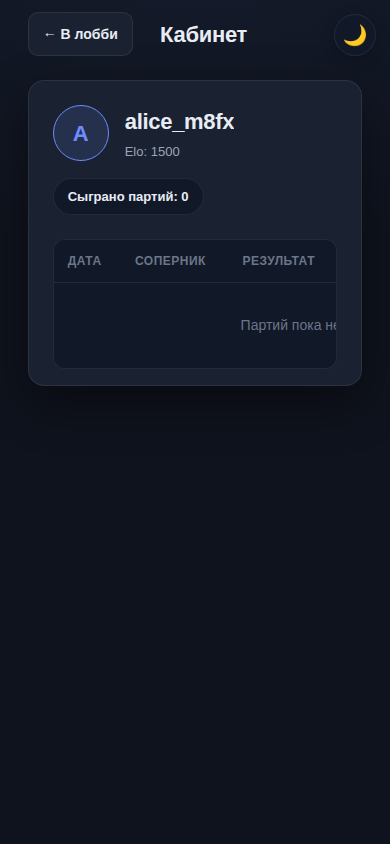 ← В лобби
Кабинет
A
alice_m8fx
Elo: 1500
Сыграно партий: 0
ДАТА СОПЕРНИК РЕЗУЛЬТАТ
Партий пока не